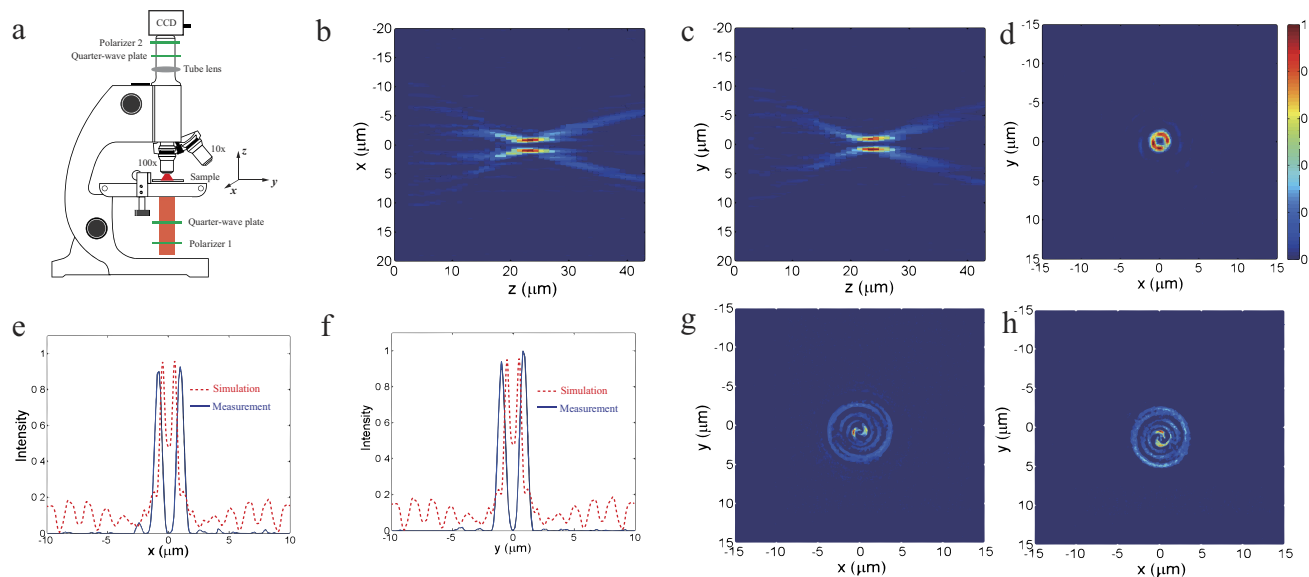 a
CCD
Polarizer 2
Quarter-wave plate
Tube lens
10x
100x
Sample
z
y
x
Quarter-wave plate
Polarizer 1
b
-20
-10
-5
0
5
10
20
x (μm)
0
10
20
30
40
z (μm)
c
-20
-10
-5
0
5
10
20
y (μm)
0
10
20
30
40
z (μm)
d
-15
-10
-5
0
5
10
15
y (μm)
-15
-10
-5
0
5
10
15
x (μm)
1
0
0
0
0
0
e
1
0 8
0 6
0 4
0 2
0
Intensity
Simulation
Measurement
-10
-5
0
5
10
x (μm)
f
1
0 8
0 6
0 4
0 2
0
Intensity
Simulation
Measurement
-10
-5
0
5
10
y (μm)
g
-15
-10
-5
0
5
10
15
y (μm)
-15
-10
-5
0
5
10
15
x (μm)
h
-15
-10
-5
0
5
10
15
y (μm)
-15
-10
-5
0
5
10
15
x (μm)